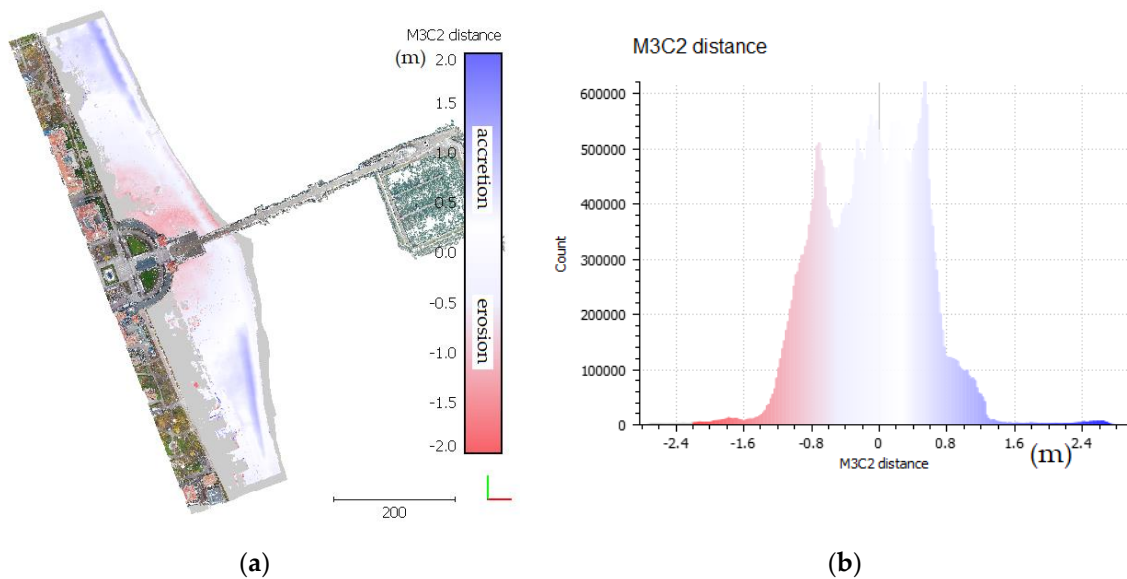 M3C2 distance
(m)
2.0
1.5
1.0
0.5
0.0
-0.5
-1.0
-1.5
-2.0
accretion
erosion
200
(a)
M3C2 distance
600000
500000
400000
300000
200000
100000
0
Count
-2.4
-1.6
-0.8
0
0.8
1.6
2.4
M3C2 distance
(m)
(b)